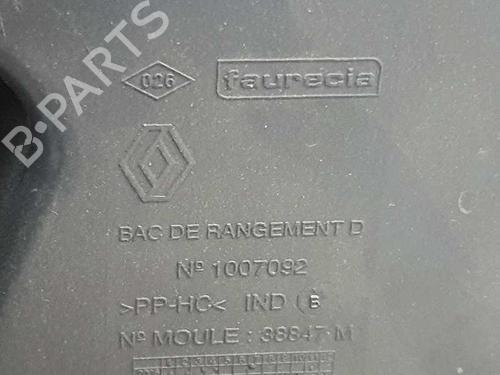 B-PARTS
026 faurecia
BAC DE RANGEMENT D
Nº 1007092
>PP-HC< IND (B
Nº MOULE : 38847-M